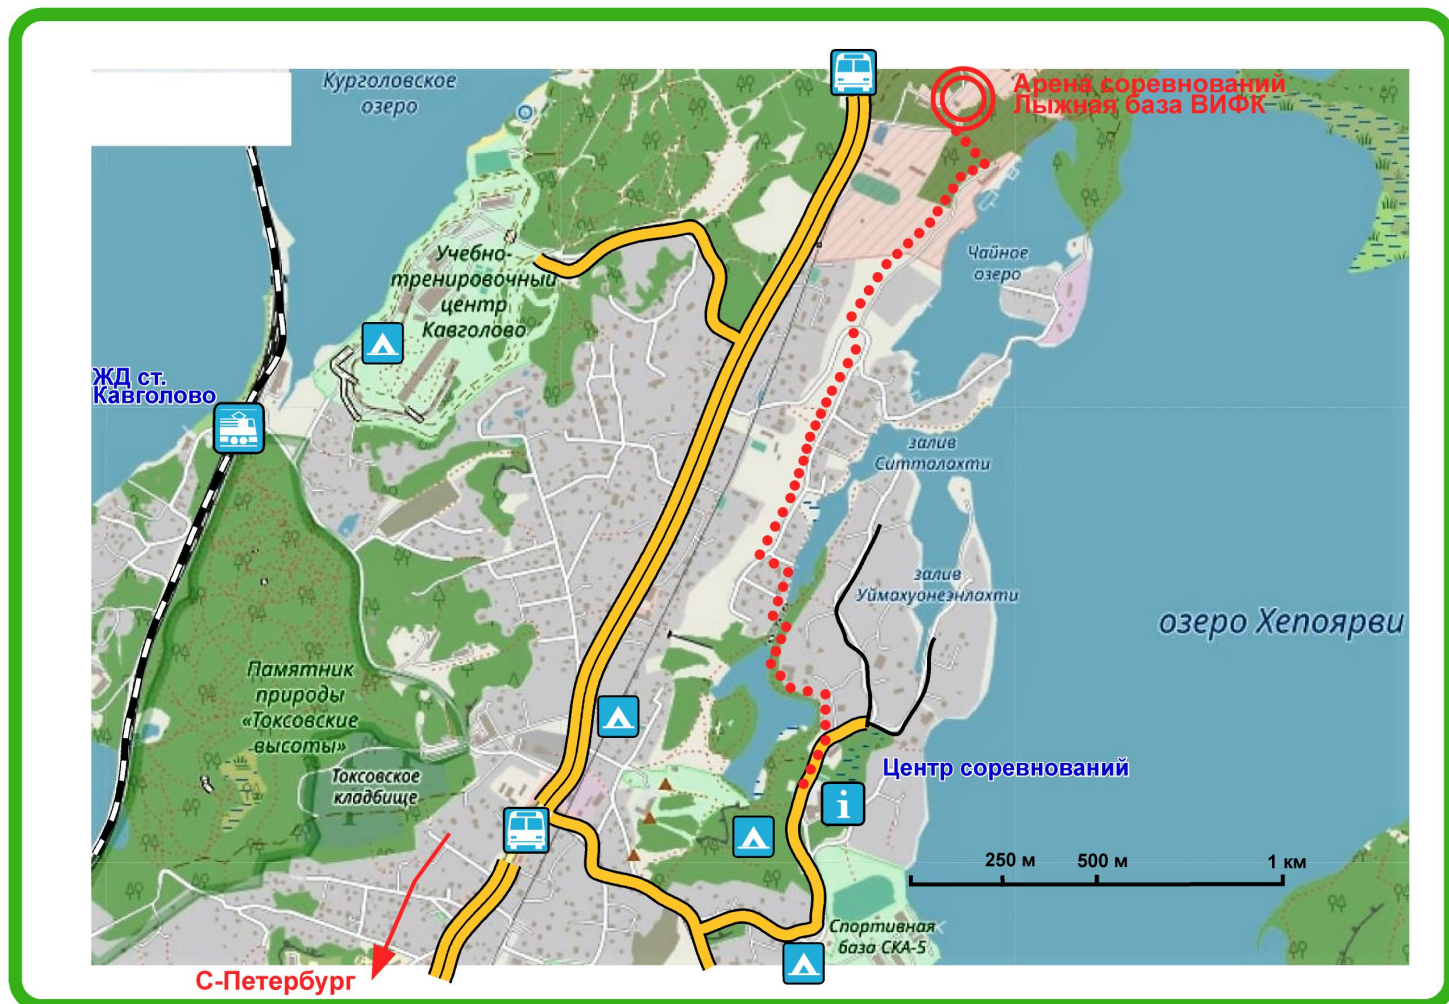 Курголовское
озеро
Арена соревнований
Лыжная база ВИФК
Учебно-
тренировочный
центр
Кавголово
Чайное
озеро
ЖД ст.
Кавголово
залив
Ситталахти
залив
Уймахуонеэнлахти
озеро Хепоярви
Памятник
природы
«Токсовские
высоты»
Токсовское
кладбище
Центр соревнований
i
250 м 500 м 1 км
Спортивная
база СКА-5
С-Петербург